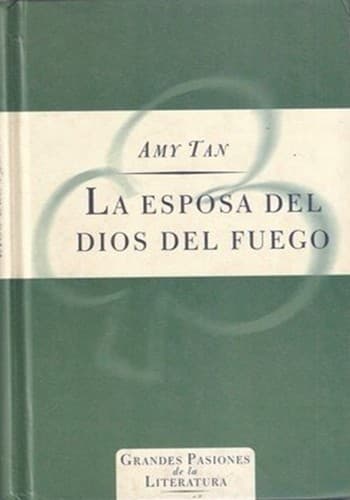 AMY TAN
LA ESPOSA DEL
DIOS DEL FUEGO
GRANDES PASIONES
de la
LITERATURA